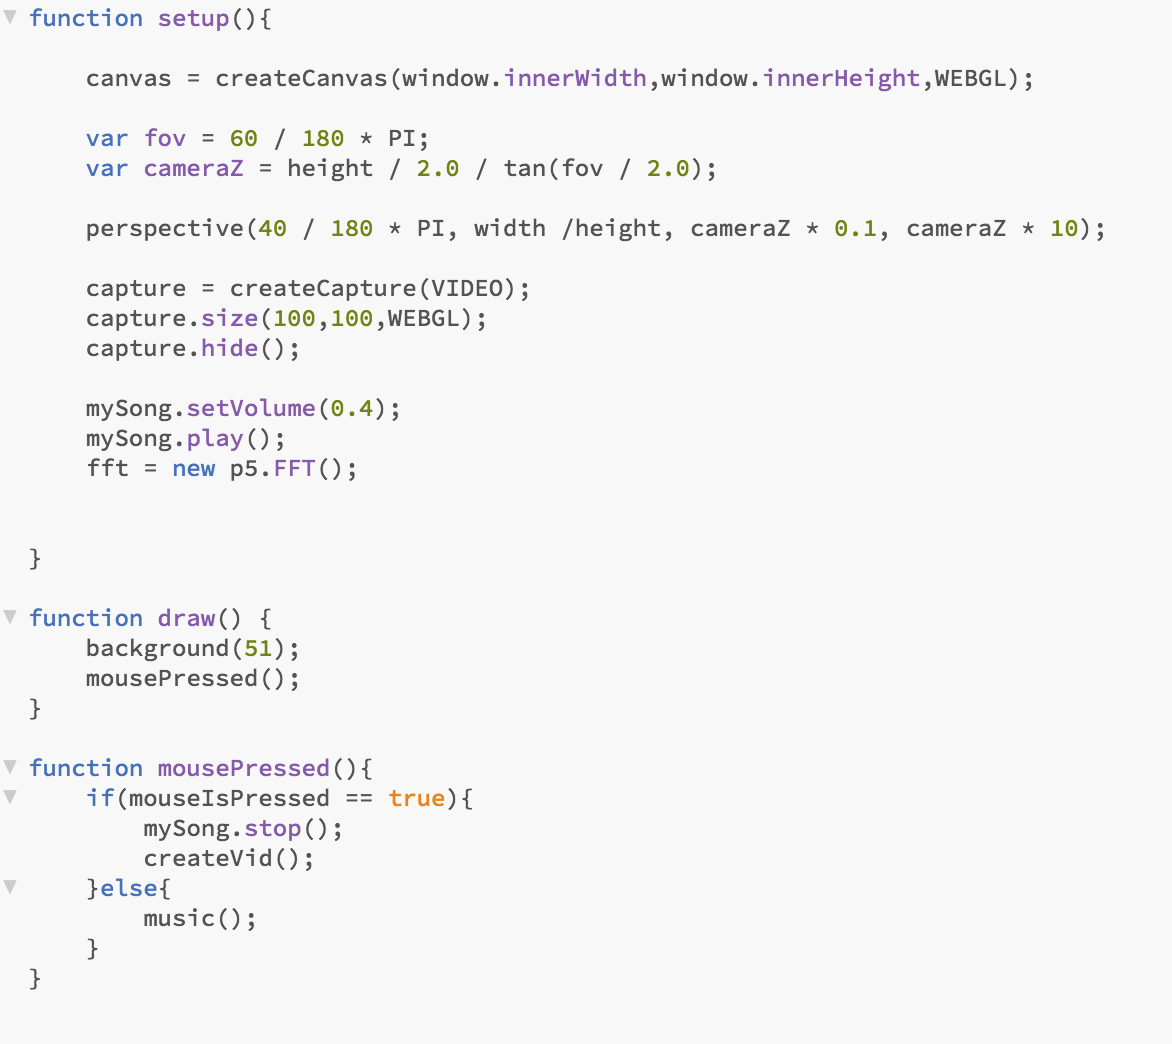 function setup(){
canvas = createCanvas(window.innerWidth,window.innerHeight,WEBGL);
var fov = 60 / 180 * PI;
var cameraZ = height / 2.0 / tan(fov / 2.0);
perspective(40 / 180 * PI, width /height, cameraZ * 0.1, cameraZ * 10);
capture = createCapture(VIDEO);
capture.size(100,100,WEBGL);
capture.hide();
mySong.setVolume(0.4);
mySong.play();
fft = new p5.FFT();
}
function draw() {
background(51);
mousePressed();
}
function mousePressed(){
if(mouseIsPressed == true){
mySong.stop();
createVid();
}else{
music();
}
}